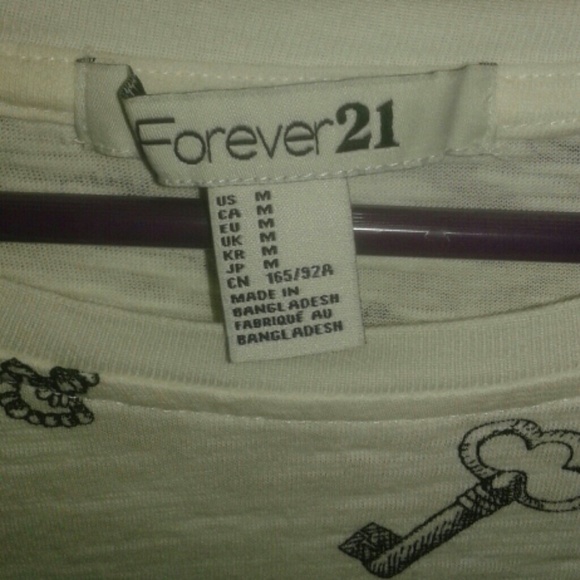 Forever21
US M
CA M
EU M
UK M
KR M
JP M
CN 165/92A
MADE IN
BANGLADESH
FABRIQUÉ AU
BANGLADESH